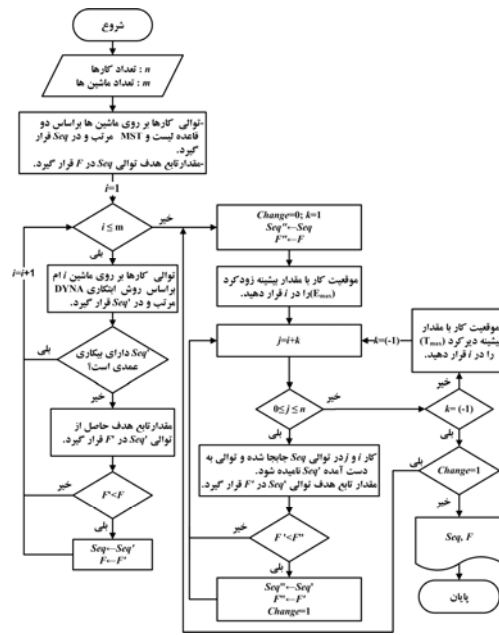 شروع
n : تعداد کارها
m : تعداد ماشین ها
-توالی کارها بر روی ماشین ها براساس دو
قاعده لیست و MST مرتب و در Seq قرار
گیرد.
-مقدارتابع هدف توالی Seq در F قرار گیرد.
i=1
i ≤ m
خیر
بلی
i=i+1
توالی کارها بر روی ماشین i ام
براساس روش ابتکاری DYNA
مرتب و در Seq' قرار گیرد.
Seq' دارای بیکاری
عمدی است؟
بلی
خیر
مقدارتابع هدف حاصل از
توالی Seq' در F' قرار گیرد.
F'<F
خیر
بلی
Seq←Seq'
F←F'
Change=0; k=1
Seq"←Seq
F"←F
موقعیت کار با مقدار بیشینه زودکرد
(Emax)را در i قرار دهید.
j=i+k
k=(-1)
موقعیت کار با مقدار
بیشینه دیرکرد (Tmax)
را در i قرار دهید.
خیر
0≤ j ≤ n
خیر
k= (-1)
بلی
بلی
کار i و j در توالی Seq جابجا شده و توالی به
دست آمده Seq' نامیده شود.
مقدار تابع هدف توالی Seq' در F' قرار گیرد.
Change=1
بلی
خیر
F'<F"
خیر
بلی
Seq"←Seq'
F"←F'
Change=1
Seq, F
پایان